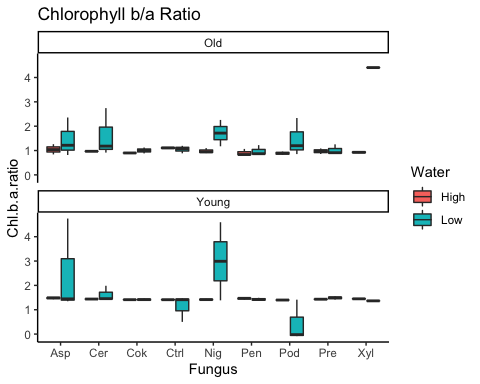 Chlorophyll b/a Ratio
Old
4
3
2
1
0
Young
4
3
2
1
0
Chl.b.a.ratio
Asp Cer Cok Ctrl Nig Pen Pod Pre Xyl
Fungus
Water
High
Low